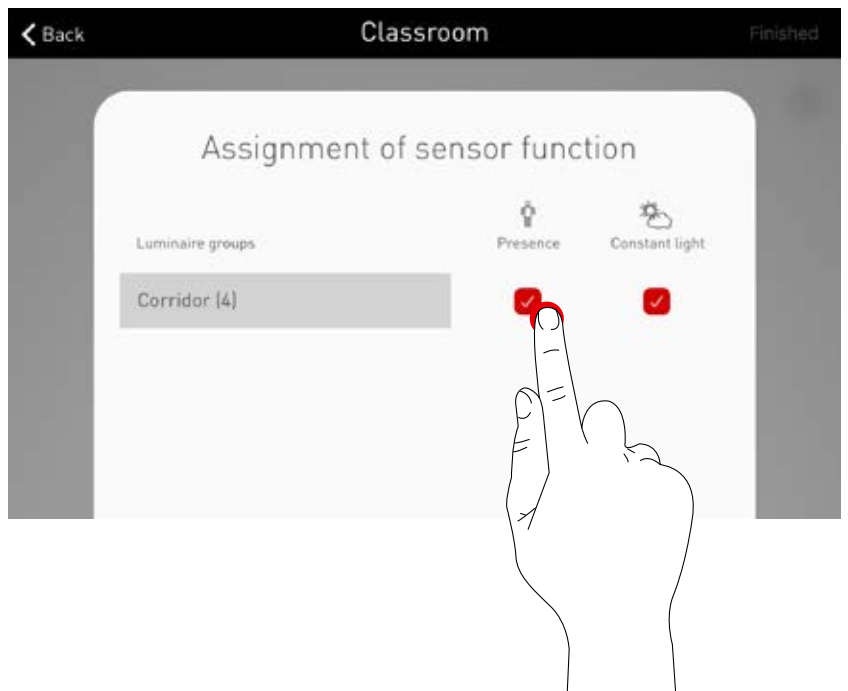 Back
Classroom
Finished
Assignment of sensor function
Luminaire groups
Presence
Constant light
Corridor (4)